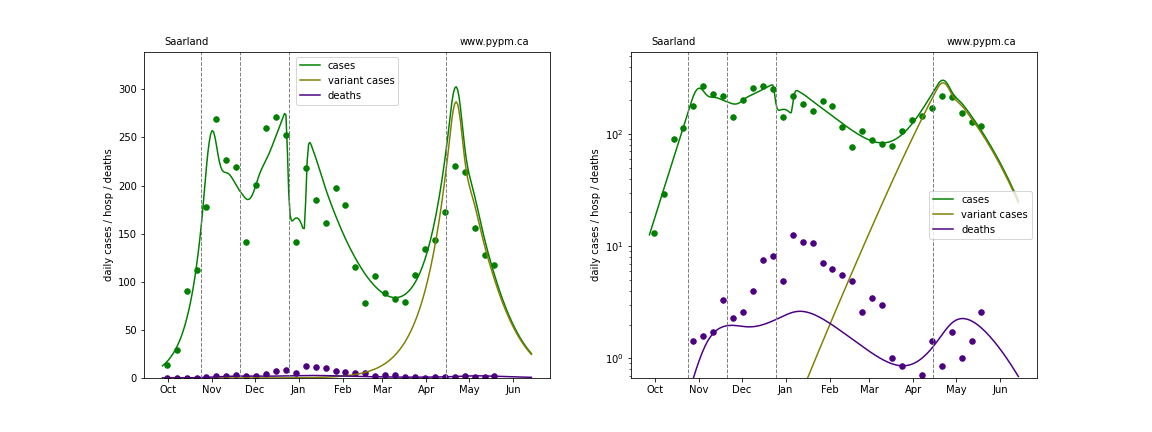 Saarland www.pypm.ca
cases
variant cases
deaths
daily cases / hosp / deaths
300
250
200
150
100
50
0
Oct Nov Dec Jan Feb Mar Apr May Jun
Saarland www.pypm.ca
daily cases / hosp / deaths
10²
10¹
10⁰
cases
variant cases
deaths
Oct Nov Dec Jan Feb Mar Apr May Jun